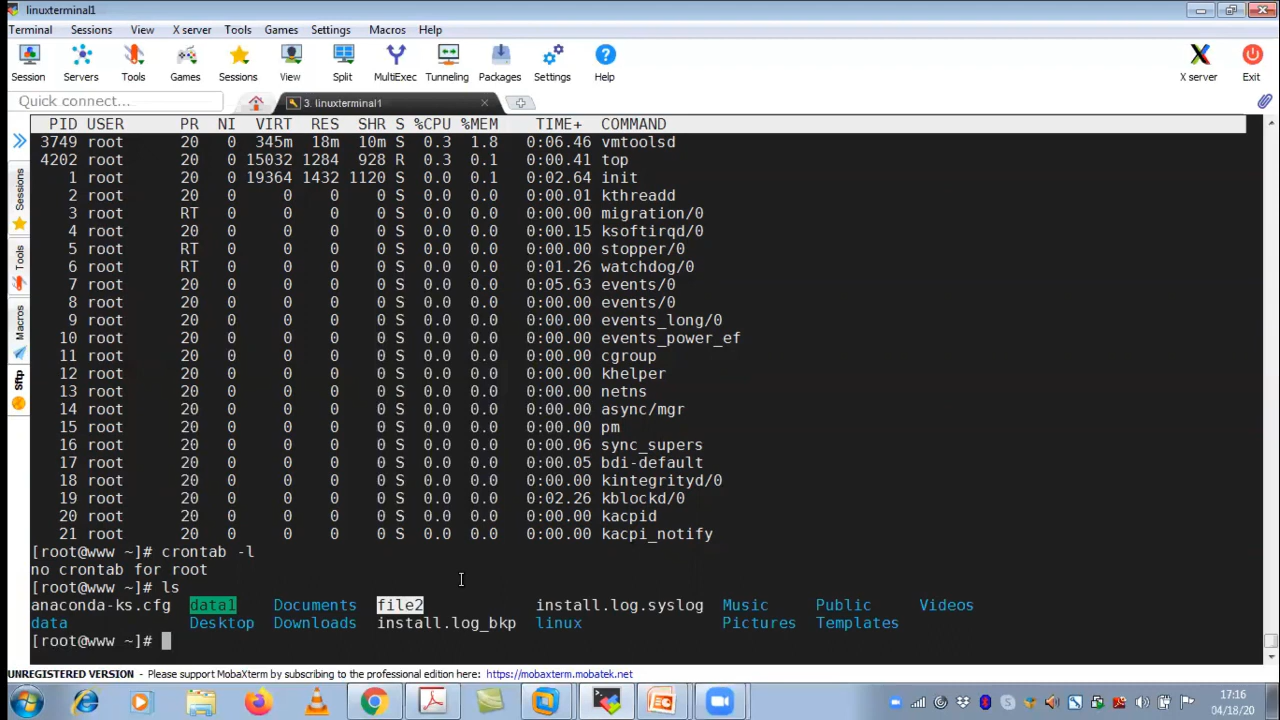 linuxterminal1
Terminal Sessions View X server Tools Games Settings Macros Help
Session Servers Tools Games Sessions View Split MultiExec Tunneling Packages Settings Help X server Exit
Quick connect...
3. linuxterminal1
Sessions
Tools
Macros
Sftp
PID USER PR NI VIRT RES SHR S %CPU %MEM TIME+ COMMAND
3749 root 20 0 345m 18m 10m S 0.3 1.8 0:06.46 vmtoolsd
4202 root 20 0 15032 1284 928 R 0.3 0.1 0:00.41 top
1 root 20 0 19364 1432 1120 S 0.0 0.1 0:02.64 init
2 root 20 0 0 0 0 S 0.0 0.0 0:00.01 kthreadd
3 root RT 0 0 0 0 S 0.0 0.0 0:00.00 migration/0
4 root 20 0 0 0 0 S 0.0 0.0 0:00.15 ksoftirqd/0
5 root RT 0 0 0 0 S 0.0 0.0 0:00.00 stopper/0
6 root RT 0 0 0 0 S 0.0 0.0 0:01.26 watchdog/0
7 root 20 0 0 0 0 S 0.0 0.0 0:05.63 events/0
8 root 20 0 0 0 0 S 0.0 0.0 0:00.00 events/0
9 root 20 0 0 0 0 S 0.0 0.0 0:00.00 events_long/0
10 root 20 0 0 0 0 S 0.0 0.0 0:00.00 events_power_ef
11 root 20 0 0 0 0 S 0.0 0.0 0:00.00 cgroup
12 root 20 0 0 0 0 S 0.0 0.0 0:00.00 khelper
13 root 20 0 0 0 0 S 0.0 0.0 0:00.00 netns
14 root 20 0 0 0 0 S 0.0 0.0 0:00.00 async/mgr
15 root 20 0 0 0 0 S 0.0 0.0 0:00.00 pm
16 root 20 0 0 0 0 S 0.0 0.0 0:00.06 sync_supers
17 root 20 0 0 0 0 S 0.0 0.0 0:00.05 bdi-default
18 root 20 0 0 0 0 S 0.0 0.0 0:00.00 kintegrityd/0
19 root 20 0 0 0 0 S 0.0 0.0 0:02.26 kblockd/0
20 root 20 0 0 0 0 S 0.0 0.0 0:00.00 kacpid
21 root 20 0 0 0 0 S 0.0 0.0 0:00.00 kacpi_notify
[root@www ~]# crontab -l
no crontab for root
[root@www ~]# ls
anaconda-ks.cfg data1 Documents file2 install.log.syslog Music Public Videos
data Desktop Downloads install.log_bkp linux Pictures Templates
[root@www ~]#
UNREGISTERED VERSION - Please support MobaXterm by subscribing to the professional edition here: https://mobaxterm.mobatek.net
17:16
04/18/20